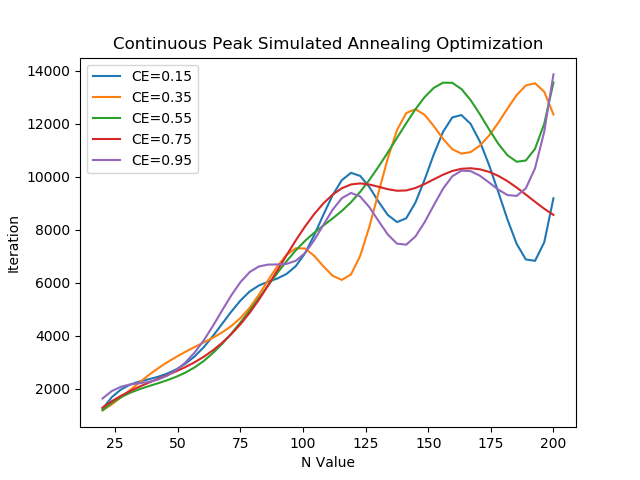 Continuous Peak Simulated Annealing Optimization
CE=0.15
CE=0.35
CE=0.55
CE=0.75
CE=0.95
14000
12000
10000
8000
6000
4000
2000
Iteration
25 50 75 100 125 150 175 200
N Value